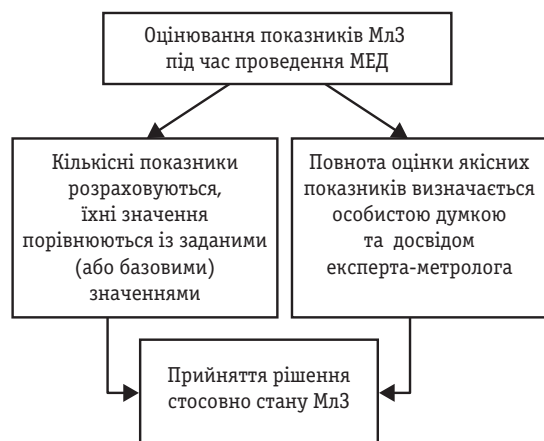 Оцінювання показників МлЗ
під час проведення МЕД
Кількісні показники
розраховуються,
їхні значення
порівнюються із заданими
(або базовими)
значеннями
Повнота оцінки якісних
показників визначається
особистою думкою
та досвідом
експерта-метролога
Прийняття рішення
стосовно стану МлЗ